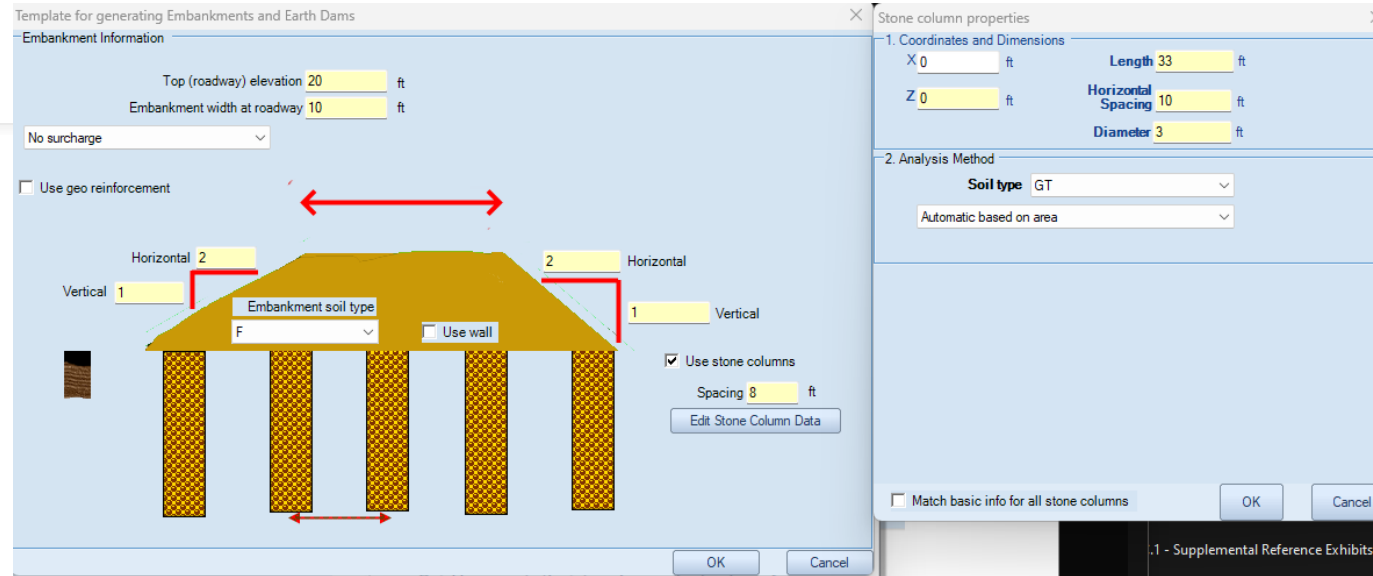 Template for generating Embankments and Earth Dams
Embankment Information
Top (roadway) elevation 20 ft
Embankment width at roadway 10 ft
No surcharge
Use geo reinforcement
Horizontal 2
Vertical 1
2 Horizontal
1 Vertical
Embankment soil type
F
Use wall
Use stone columns
Spacing 8 ft
Edit Stone Column Data
OK Cancel
Stone column properties
1. Coordinates and Dimensions
X 0 ft Length 33 ft
Z 0 ft Horizontal
Spacing 10 ft
Diameter 3 ft
2. Analysis Method
Soil type GT
Automatic based on area
Match basic info for all stone columns
OK Cancel
.1 - Supplemental Reference Exhibits